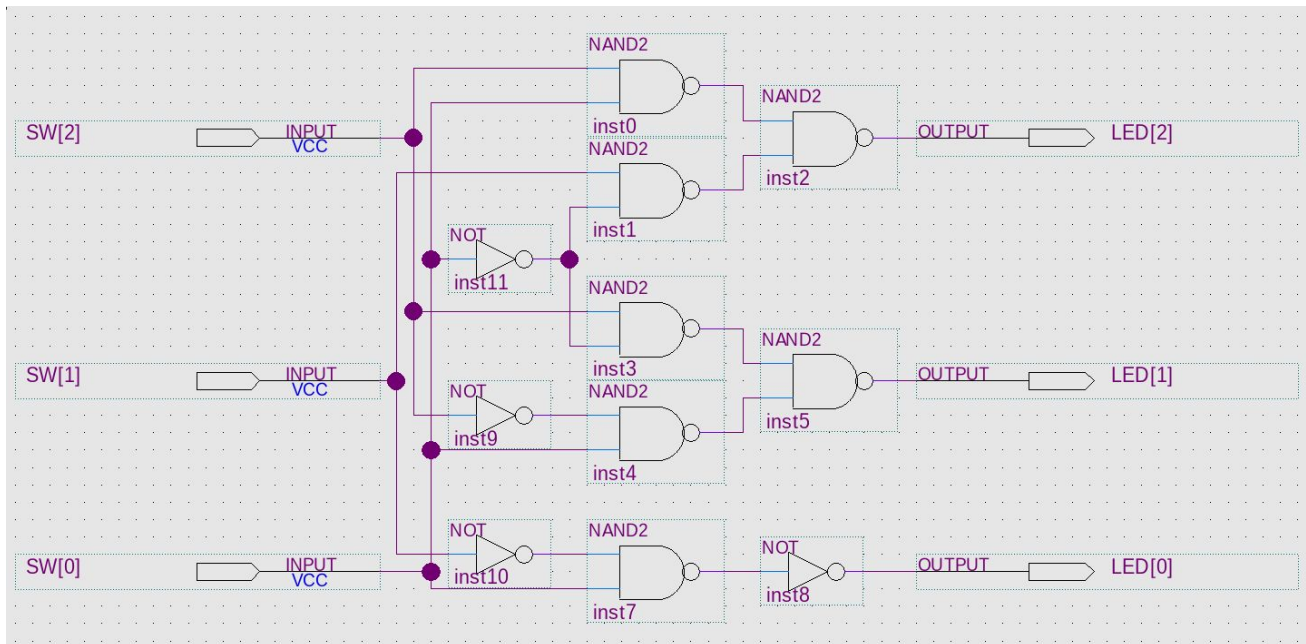 NAND2
inst0
SW[2]
INPUT
VCC
NAND2
inst2
OUTPUT
LED[2]
NAND2
inst1
NOT
inst11
NAND2
inst3
SW[1]
INPUT
VCC
NOT
inst9
NAND2
inst4
NAND2
inst5
OUTPUT
LED[1]
SW[0]
INPUT
VCC
NOT
inst10
NAND2
inst7
NOT
inst8
OUTPUT
LED[0]